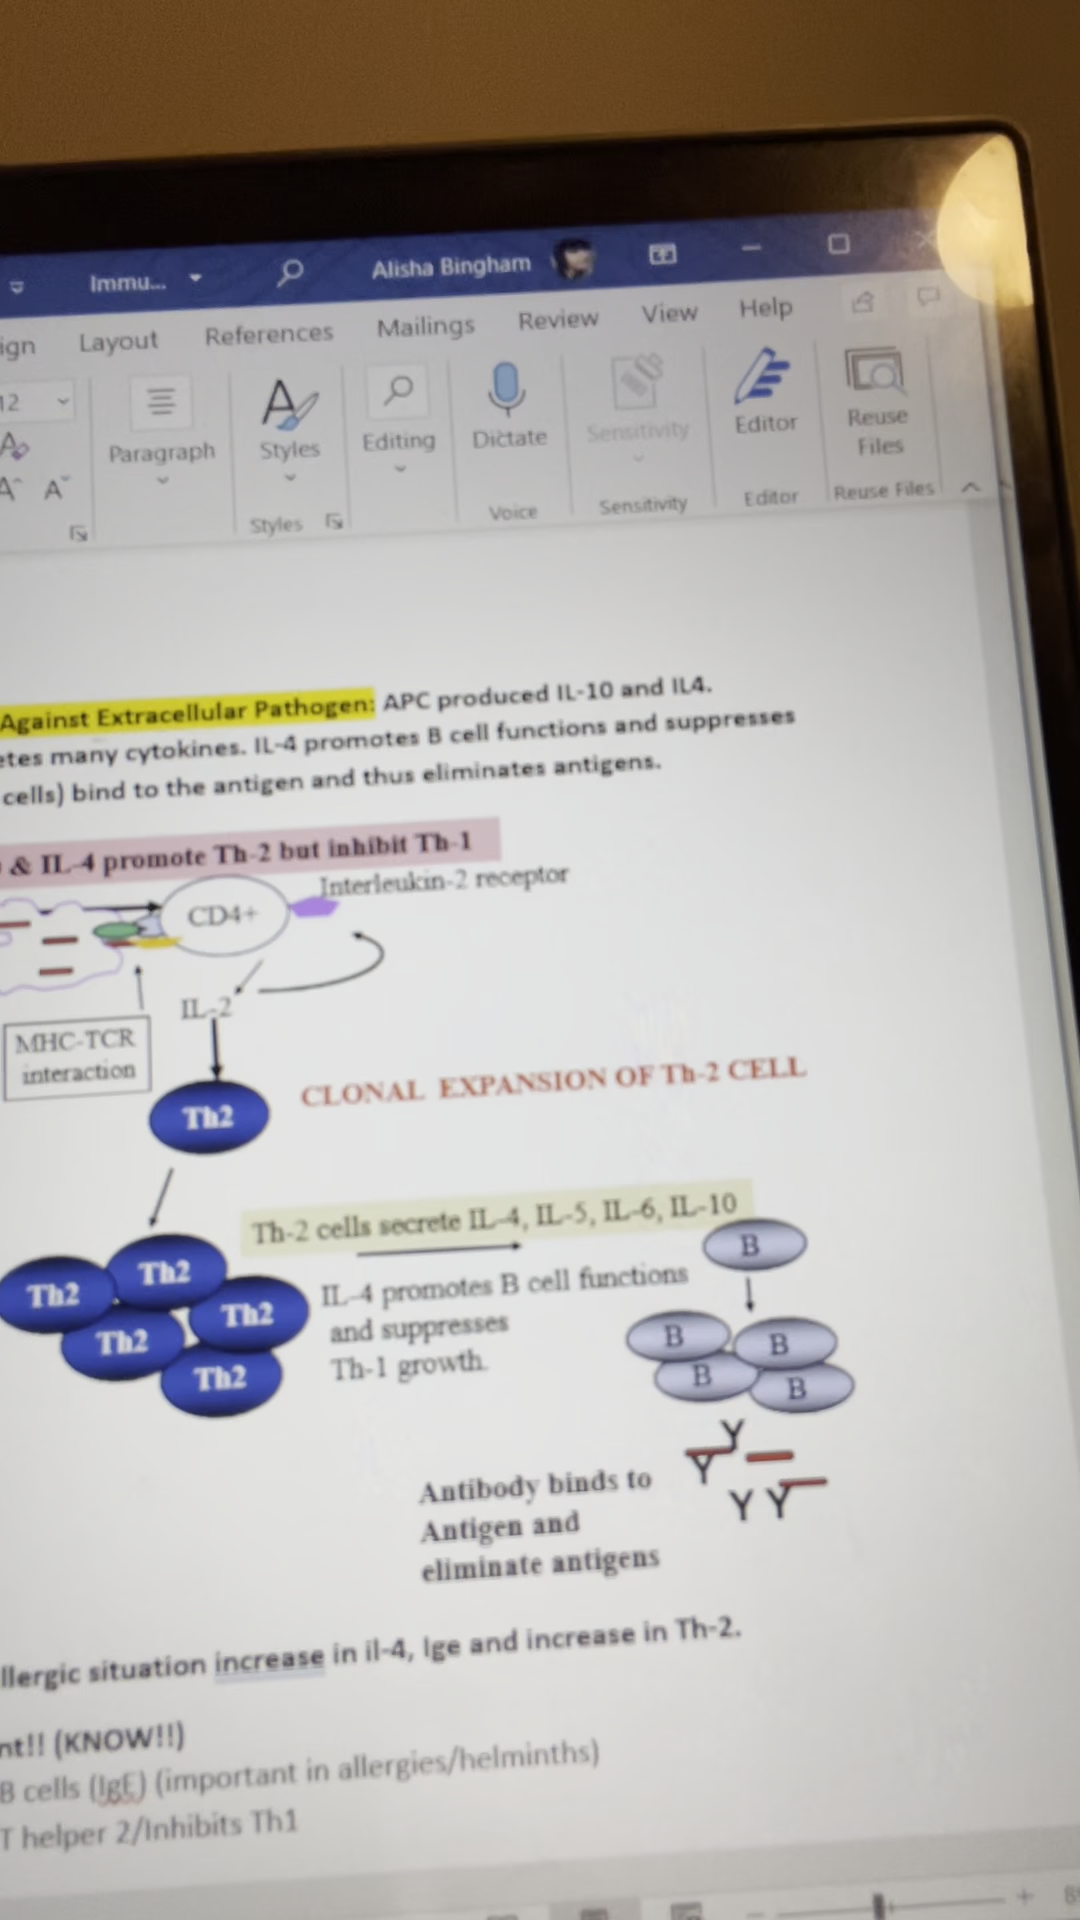 Immu... Alisha Bingham
ign Layout References Mailings Review View Help
12
Paragraph Styles Editing Dictate Sensitivity Editor Reuse Files
A^ A
Styles Voice Sensitivity Editor Reuse Files
Against Extracellular Pathogen: APC produced IL-10 and IL4.
etes many cytokines. IL-4 promotes B cell functions and suppresses
cells) bind to the antigen and thus eliminates antigens.
& IL-4 promote Th-2 but inhibit Th-1
Interleukin-2 receptor
CD4+
IL-2
MHC-TCR
interaction
Th2
CLONAL EXPANSION OF Th-2 CELL
Th-2 cells secrete IL-4, IL-5, IL-6, IL-10
B
Th2
Th2
Th2
Th2
Th2
IL-4 promotes B cell functions
and suppresses
Th-1 growth.
B
B
B
B
Y
Y
Y Y
Antibody binds to
Antigen and
eliminate antigens
llergic situation increase in il-4, Ige and increase in Th-2.
nt!! (KNOW!!)
B cells (IgE) (important in allergies/helminths)
T helper 2/Inhibits Th1